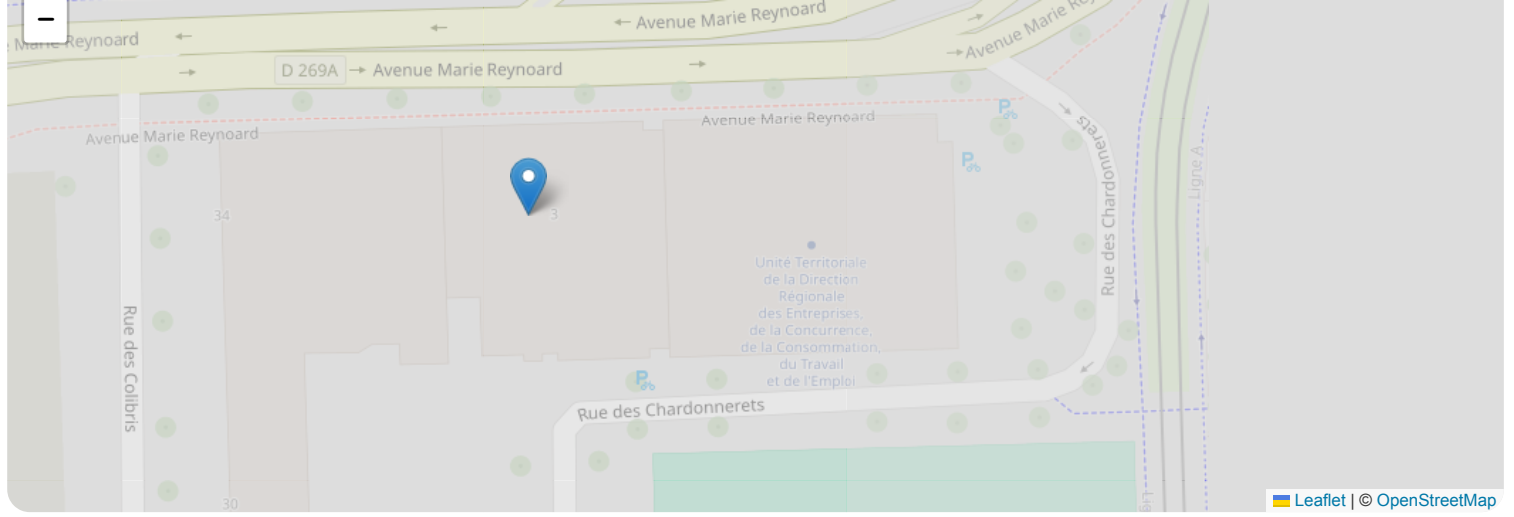 −
Avenue Marie Reynoard
Avenue Marie Reynoard
Avenue Marie
D 269A
Avenue Marie Reynoard
Avenue Marie Reynoard
Avenue Marie Reynoard
Rue des Chardonnerets
Ligne A
34
3
Unité Territoriale
de la Direction
Régionale
des Entreprises,
de la Concurrence,
de la Consommation,
du Travail
et de l'Emploi
Rue des Colibris
Rue des Chardonnerets
30
Leaflet | © OpenStreetMap